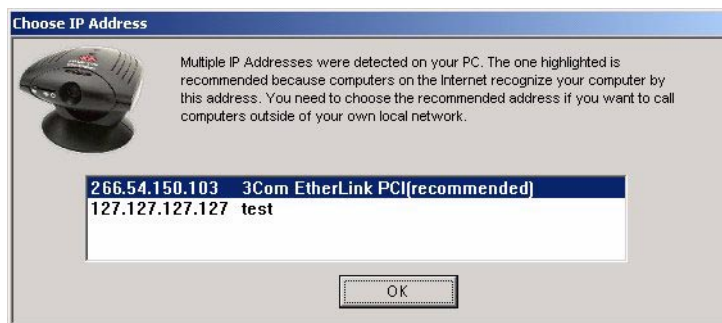 Choose IP Address
Multiple IP Addresses were detected on your PC. The one highlighted is
recommended because computers on the Internet recognize your computer by
this address. You need to choose the recommended address if you want to call
computers outside of your own local network.
266.54.150.103 3Com EtherLink PCI(recommended)
127.127.127.127 test
OK